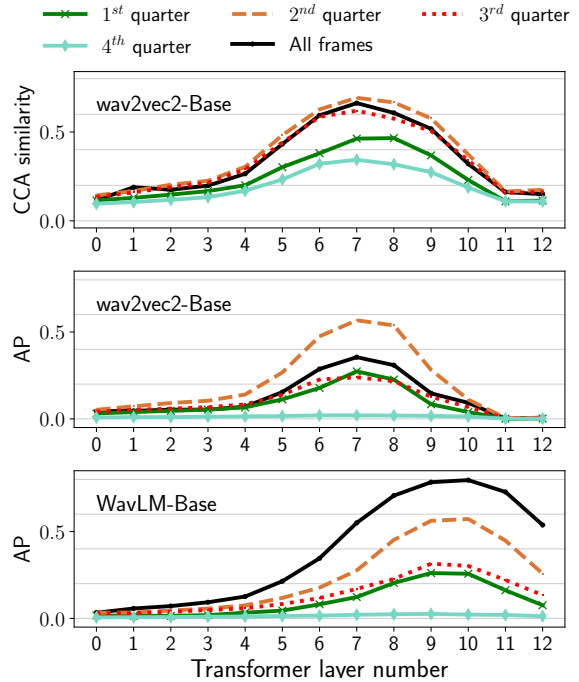 1st quarter 2nd quarter 3rd quarter
4th quarter All frames
wav2vec2-Base
CCA similarity
0.5
0.0
0 1 2 3 4 5 6 7 8 9 10 11 12
wav2vec2-Base
AP
0.5
0.0
0 1 2 3 4 5 6 7 8 9 10 11 12
WavLM-Base
AP
0.5
0.0
0 1 2 3 4 5 6 7 8 9 10 11 12
Transformer layer number